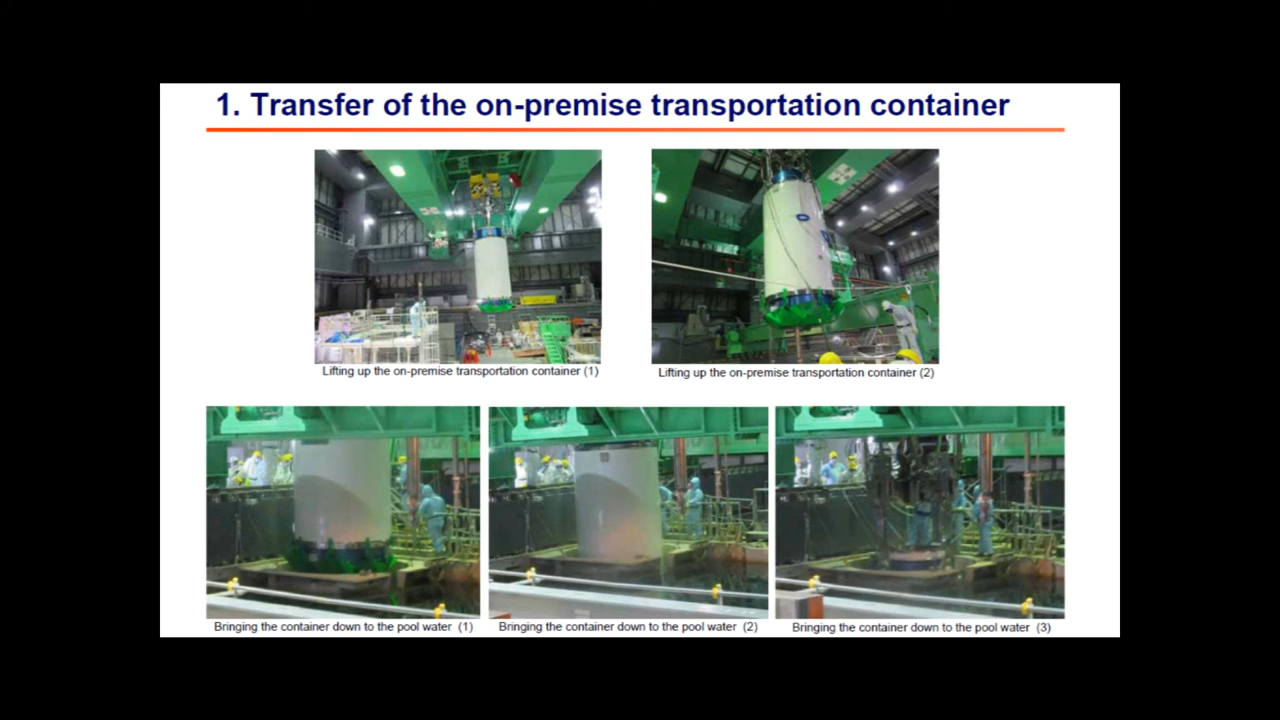 1. Transfer of the on-premise transportation container
Lifting up the on-premise transportation container (1)
Lifting up the on-premise transportation container (2)
Bringing the container down to the pool water (1)
Bringing the container down to the pool water (2)
Bringing the container down to the pool water (3)